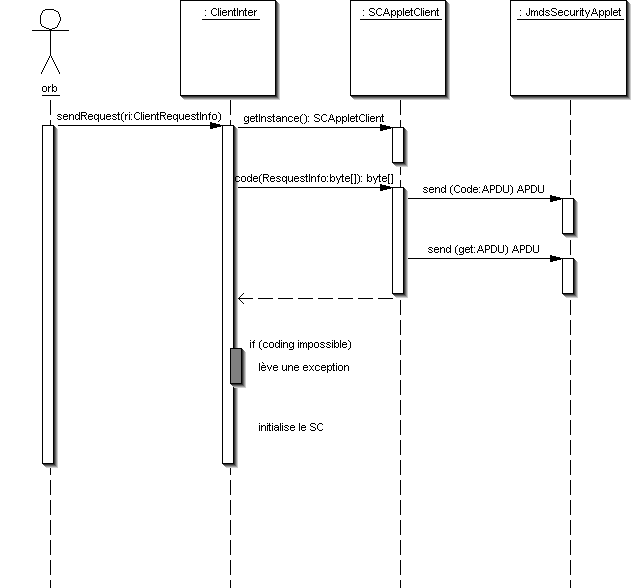 : ClientInter
: SCAppletClient
: JmdsSecurityApplet
orb
sendRequest(ri:ClientRequestInfo)
getInstance(): SCAppletClient
code(ResquestInfo:byte[]): byte[]
send (Code:APDU) APDU
send (get:APDU) APDU
if (coding impossible)
lève une exception
initialise le SC